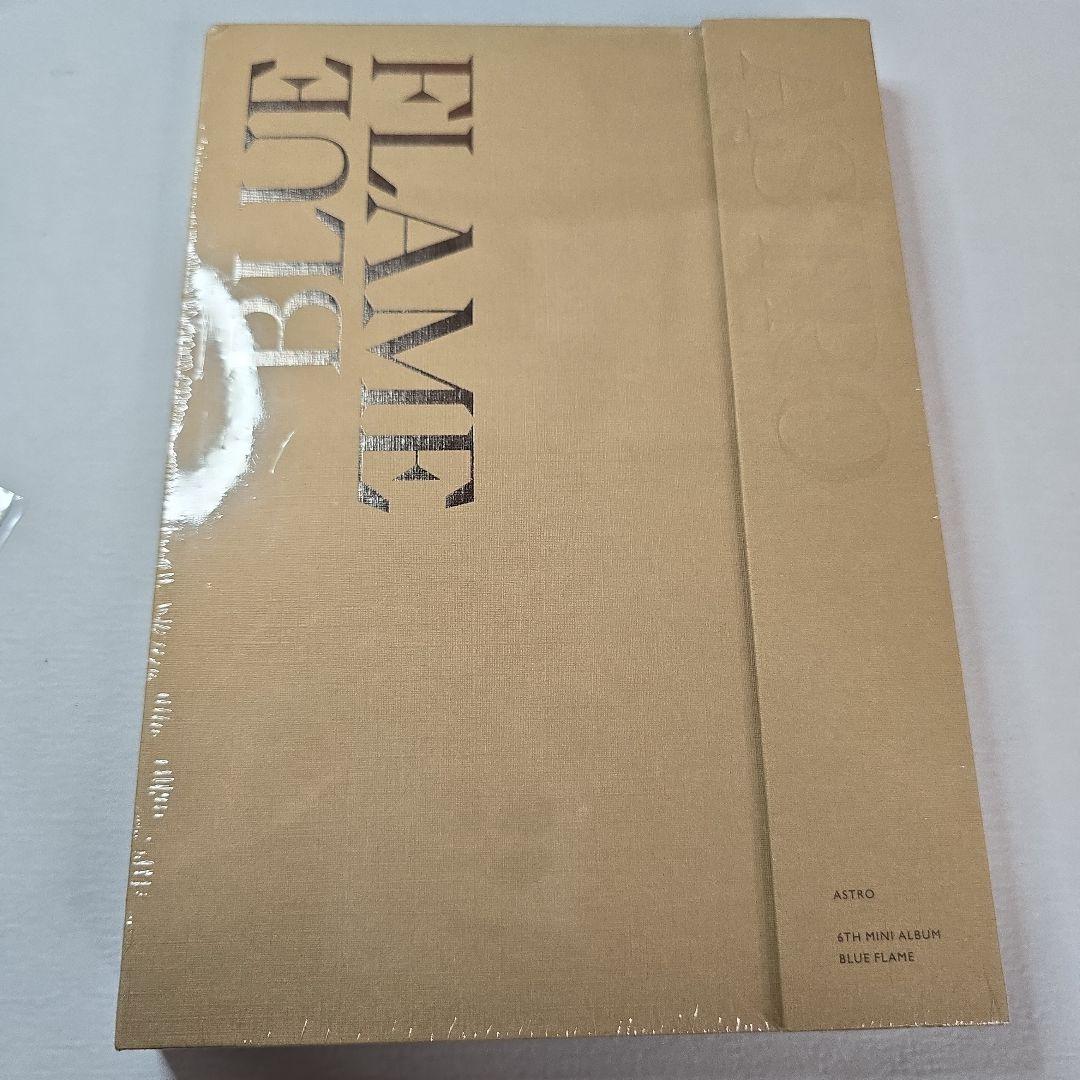 BLUE
FLAME
ASTRO
ASTRO
6TH MINI ALBUM
BLUE FLAME